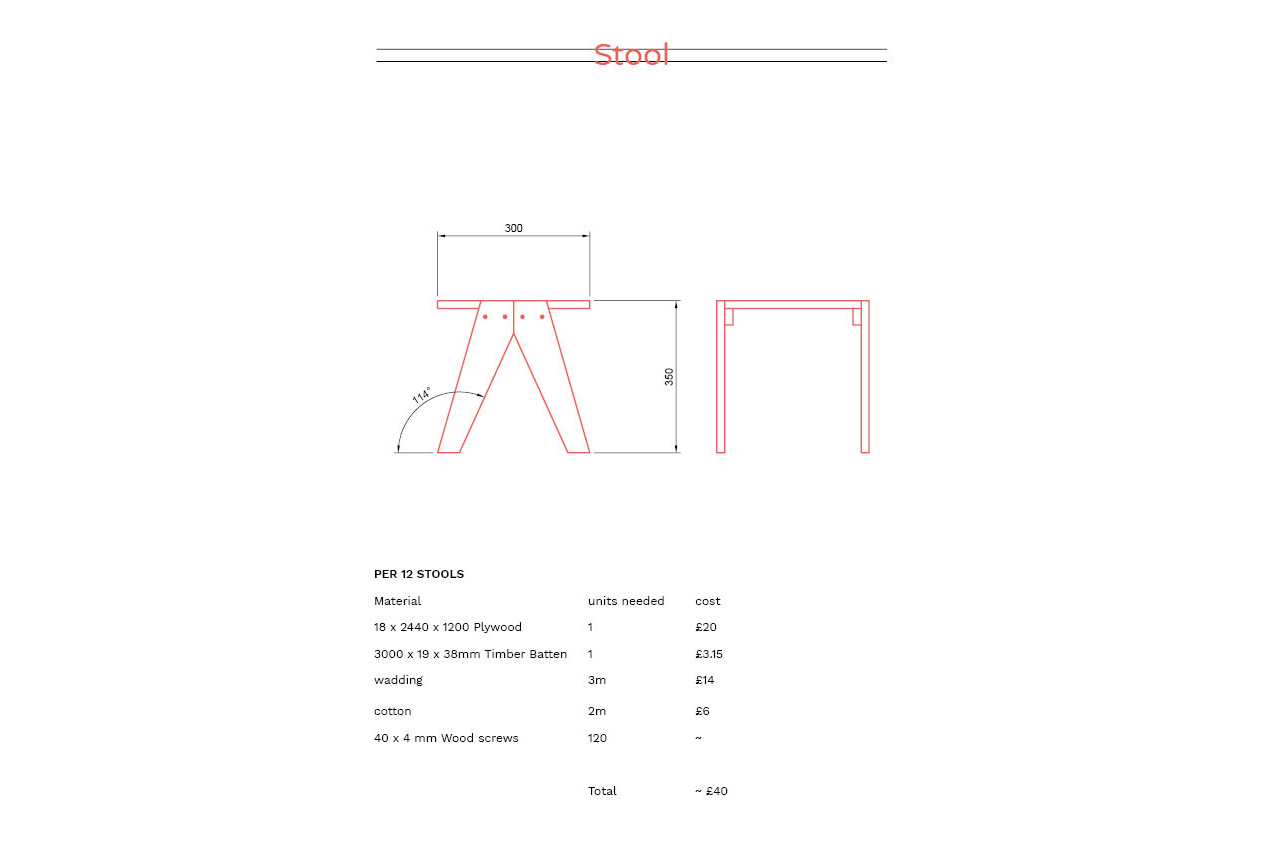 Stool
300
350
114°
PER 12 STOOLS
Material units needed cost
18 x 2440 x 1200 Plywood 1 £20
3000 x 19 x 38mm Timber Batten 1 £3.15
wadding 3m £14
cotton 2m £6
40 x 4 mm Wood screws 120 ~
Total ~ £40